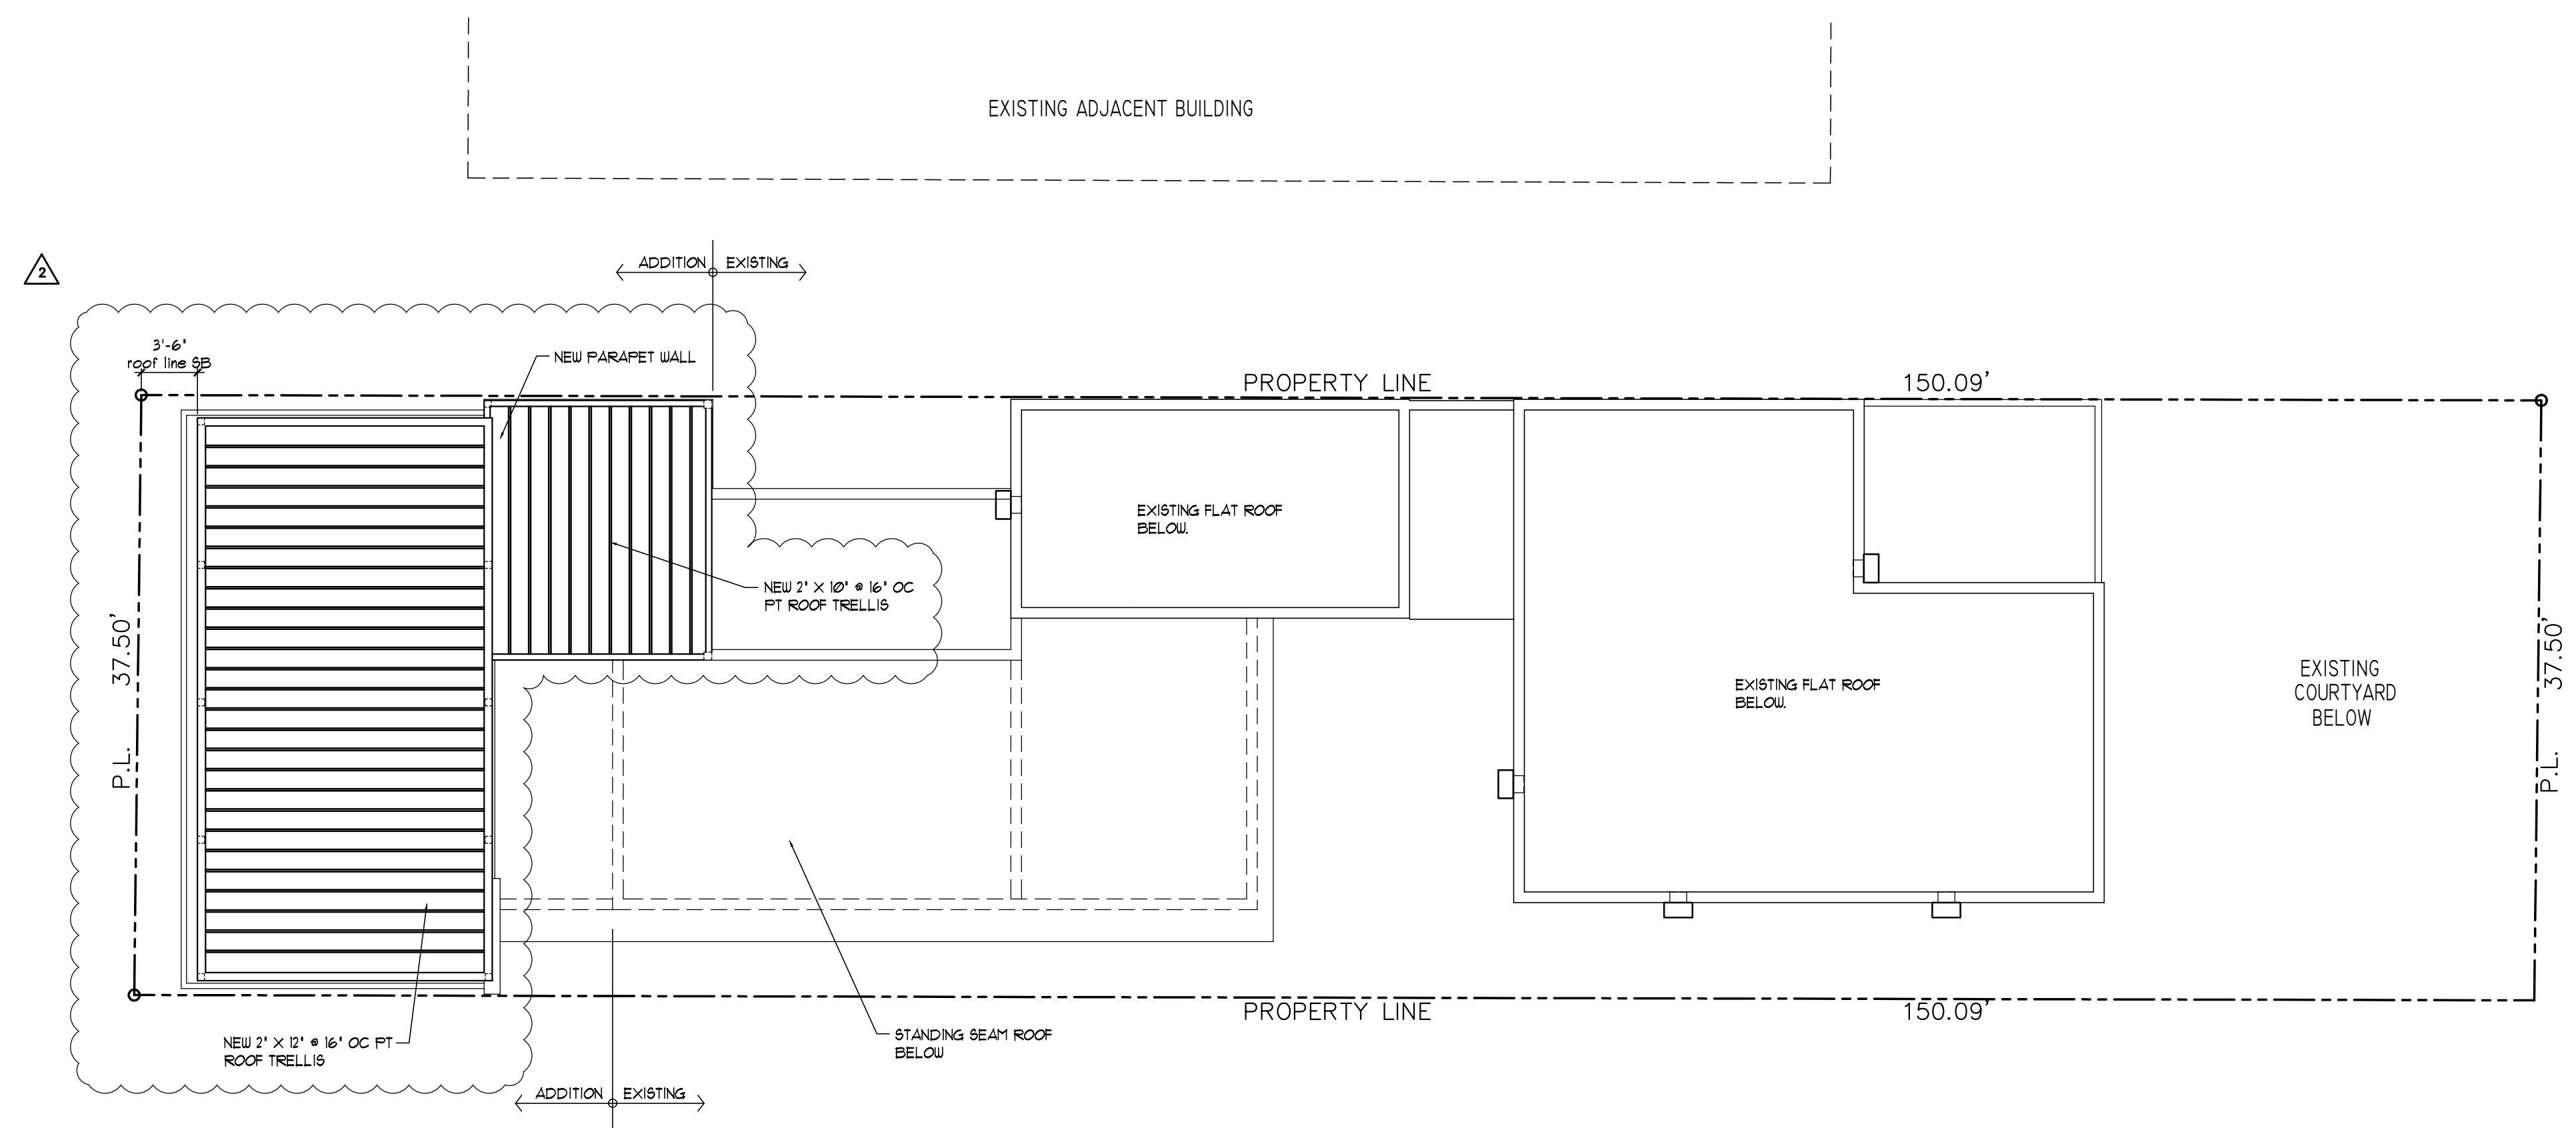 EXISTING ADJACENT BUILDING
2
ADDITION EXISTING
3'-6"
roof line SB
NEW PARAPET WALL
PROPERTY LINE 150.09'
EXISTING FLAT ROOF
BELOW.
NEW 2" X 10" @ 16" OC
PT ROOF TRELLIS
P.L. 37.50'
EXISTING FLAT ROOF
BELOW.
EXISTING
COURTYARD
BELOW
P.L. 37.50'
PROPERTY LINE 150.09'
NEW 2" X 12" @ 16" OC PT
ROOF TRELLIS
STANDING SEAM ROOF
BELOW
ADDITION EXISTING